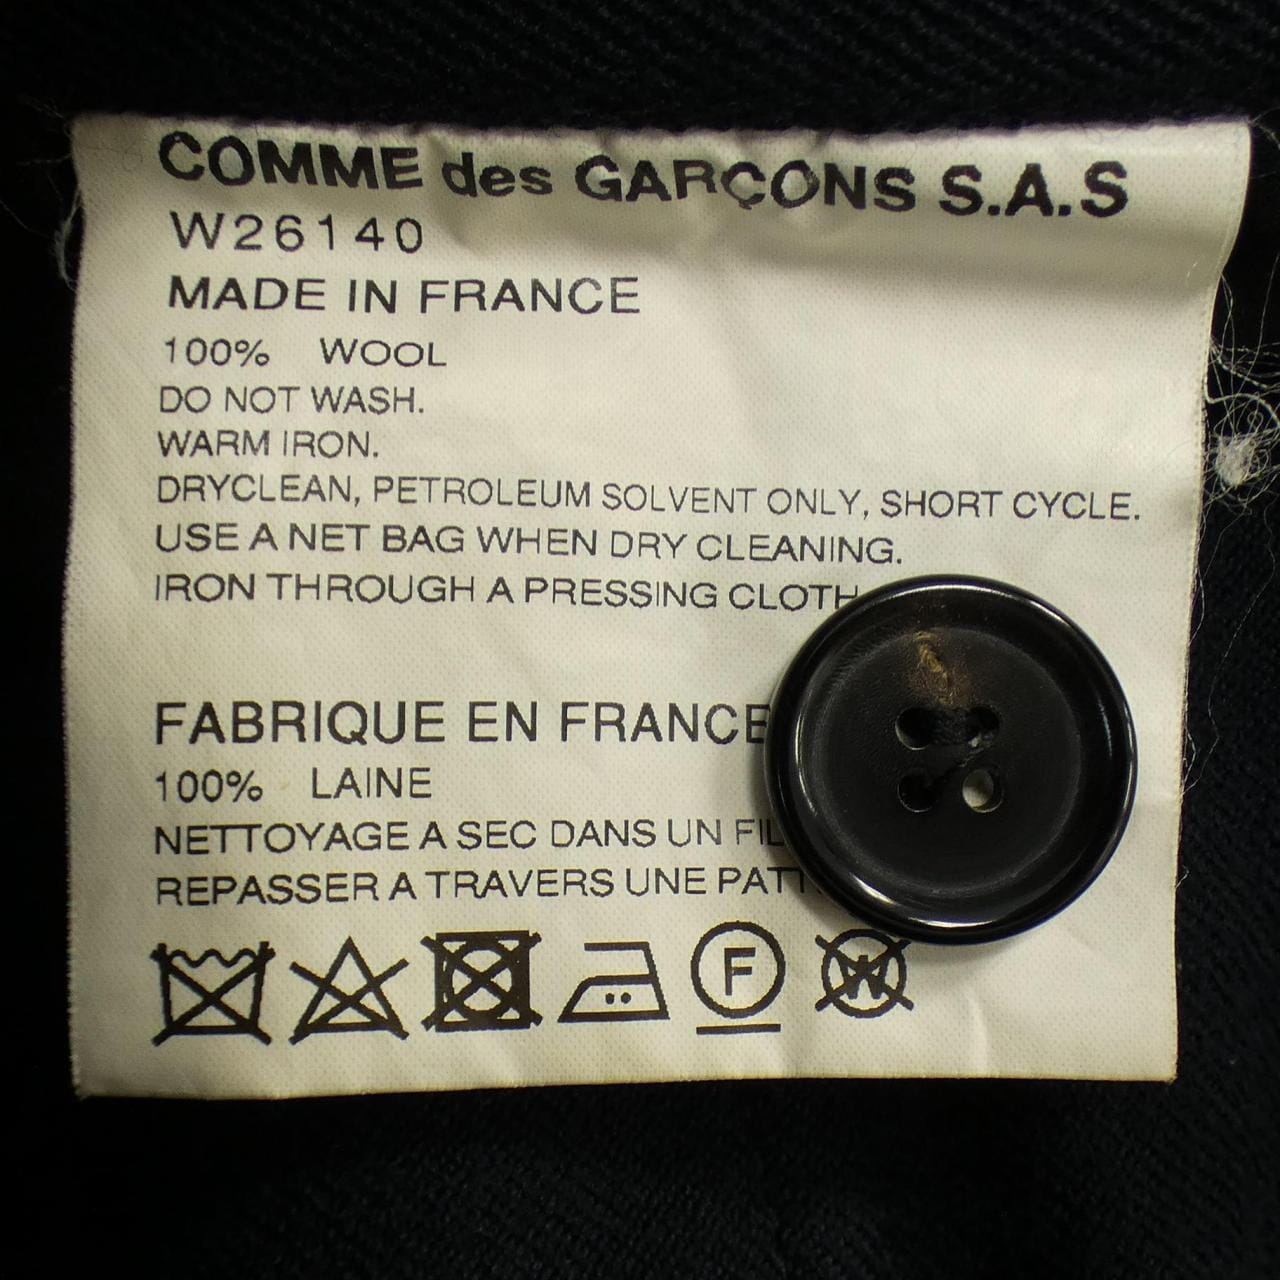 COMME des GARÇONS S.A.S
W26140
MADE IN FRANCE
100% WOOL
DO NOT WASH.
WARM IRON.
DRYCLEAN, PETROLEUM SOLVENT ONLY, SHORT CYCLE.
USE A NET BAG WHEN DRY CLEANING.
IRON THROUGH A PRESSING CLOTH
FABRIQUE EN FRANCE
100% LAINE
NETTOYAGE A SEC DANS UN
REPASSER A TRAVERS UNE
F W